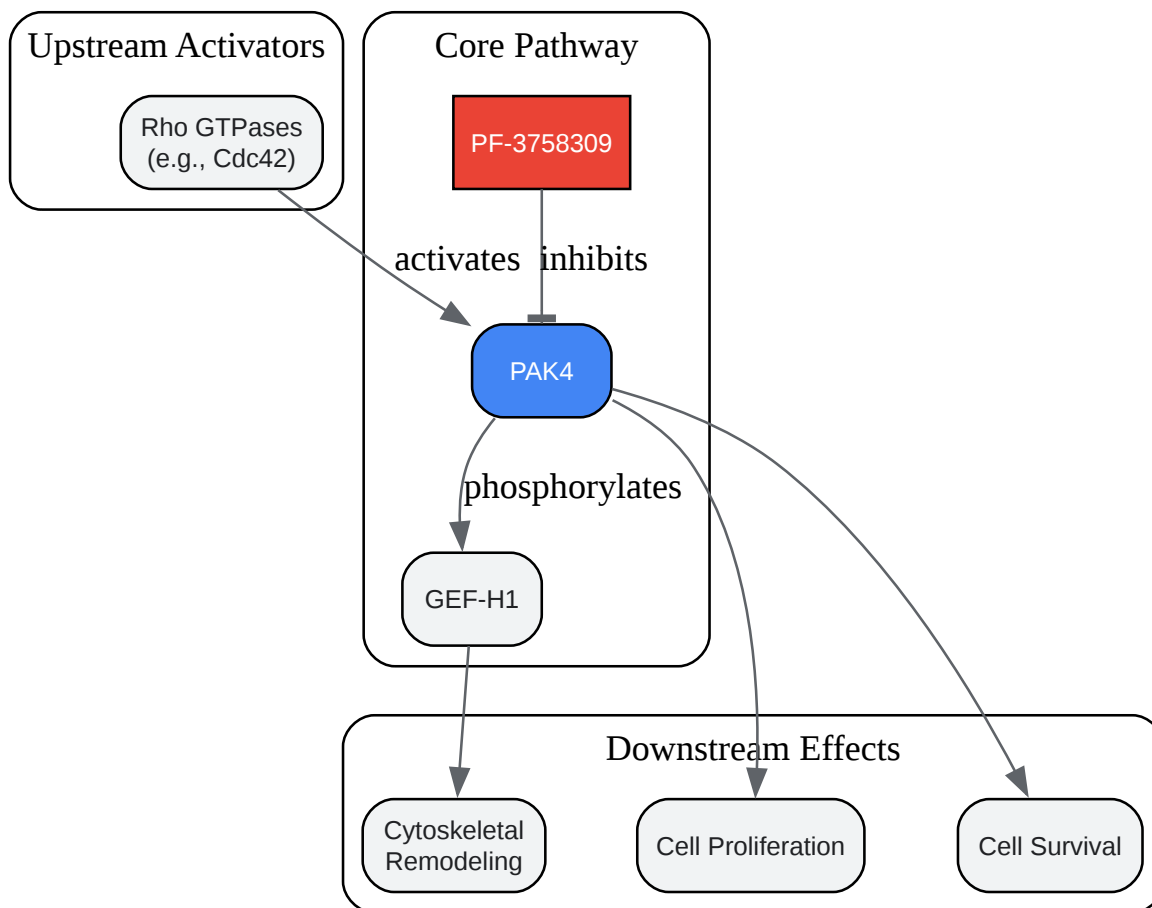 Upstream Activators
Core Pathway
Rho GTPases
(e.g., Cdc42)
PF-3758309
activates
inhibits
PAK4
phosphorylates
GEF-H1
Downstream Effects
Cytoskeletal
Remodeling
Cell Proliferation
Cell Survival